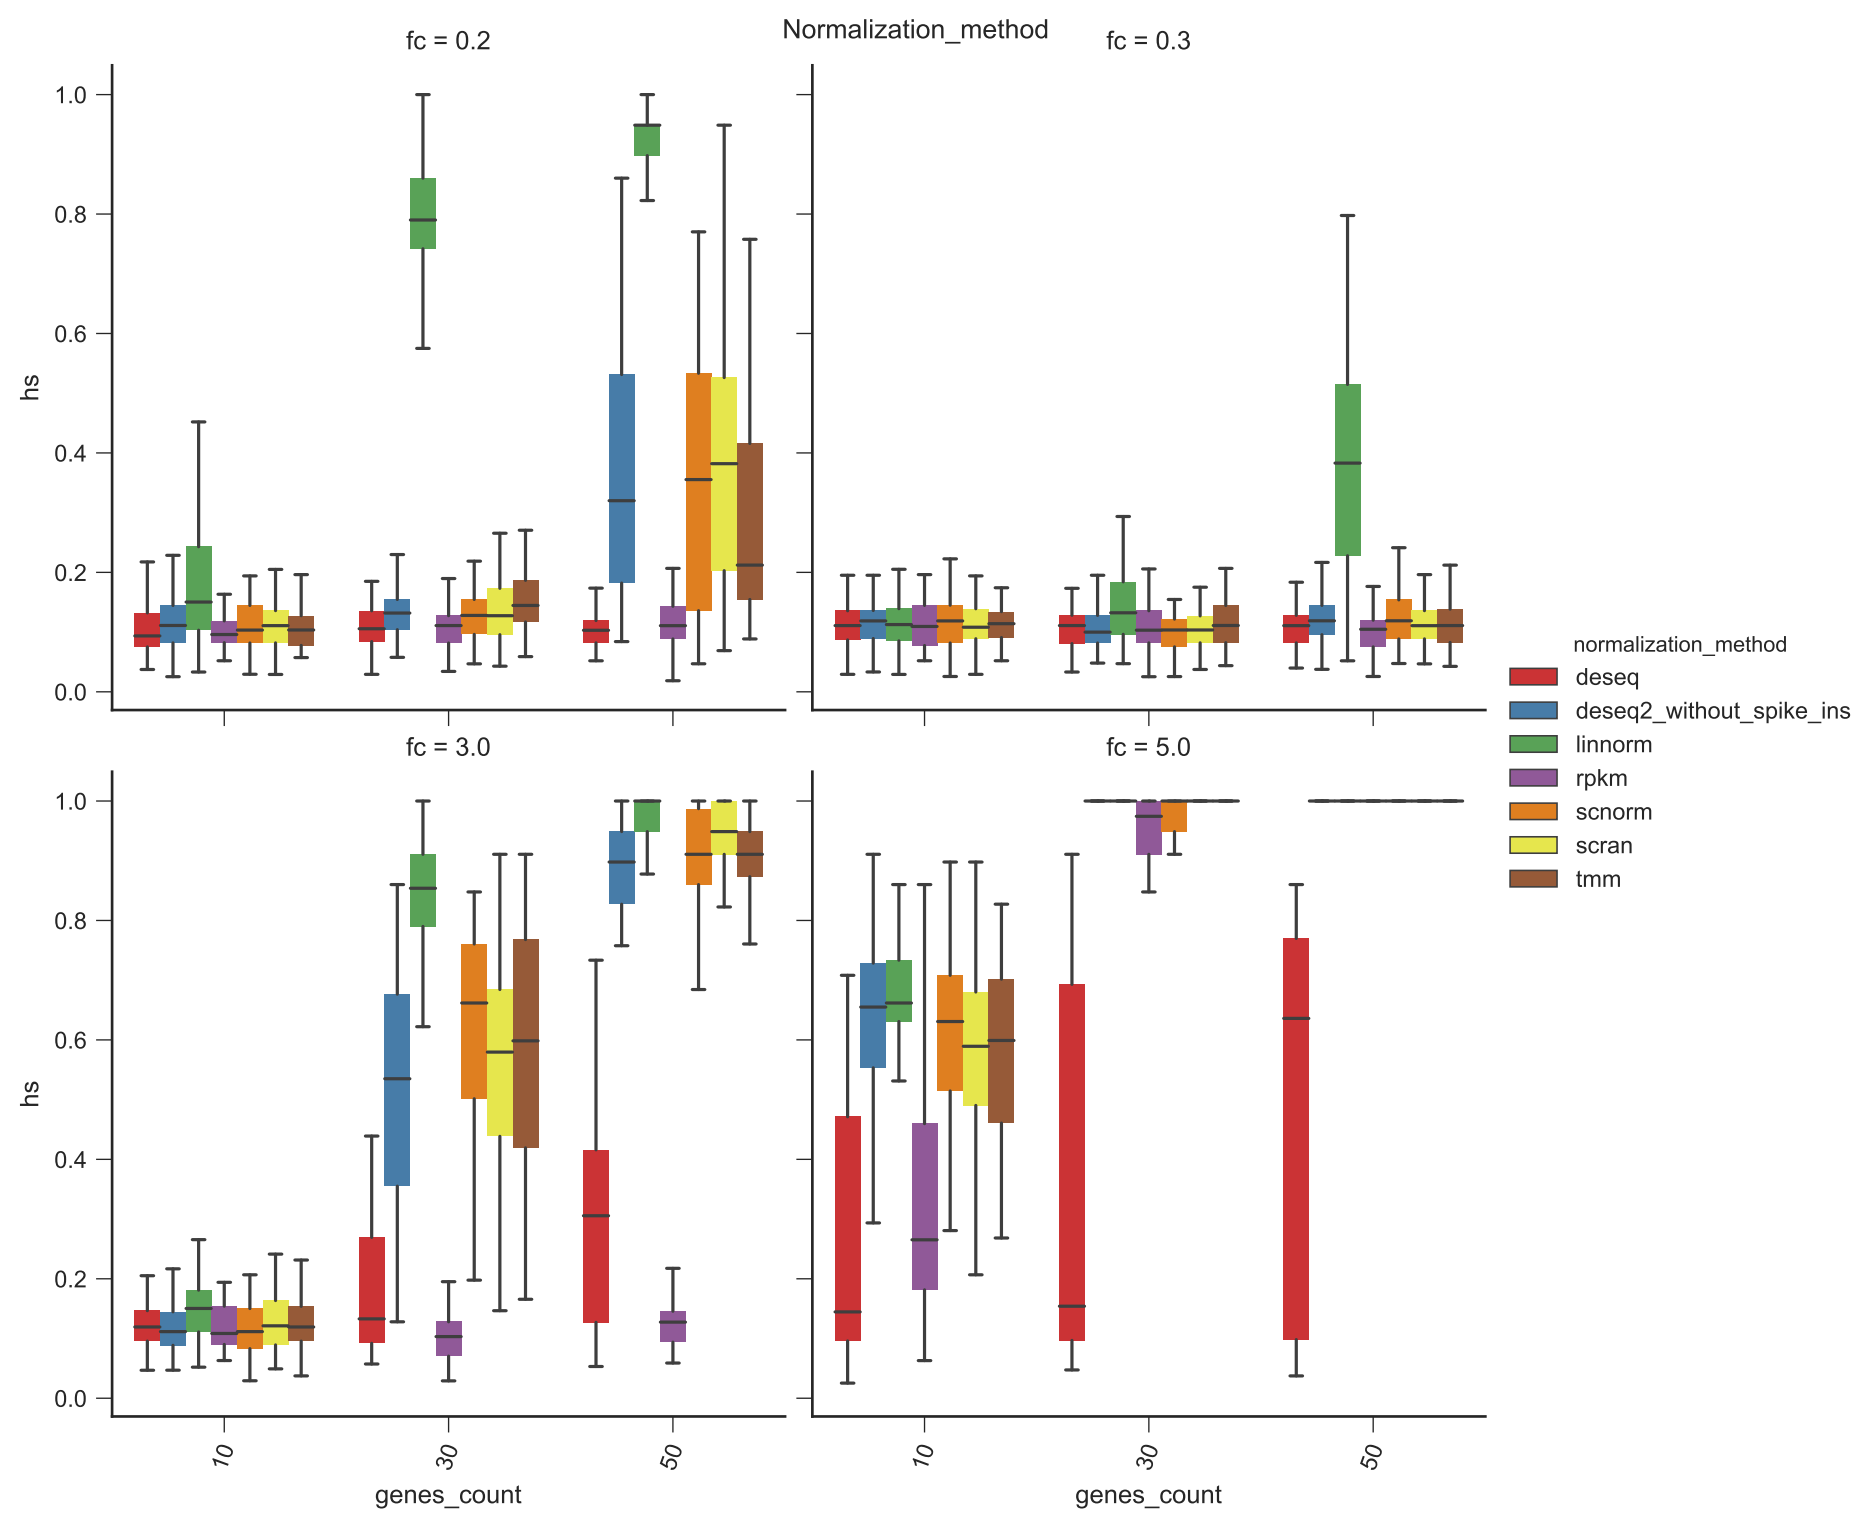 Normalization_method
fc = 0.2
fc = 0.3
1.0
0.8
0.6
0.4
0.2
0.0
hs
fc = 3.0
fc = 5.0
1.0
0.8
0.6
0.4
0.2
0.0
hs
10
30
50
10
30
50
genes_count
genes_count
normalization_method
deseq
deseq2_without_spike_ins
linnorm
rpkm
scnorm
scran
tmm